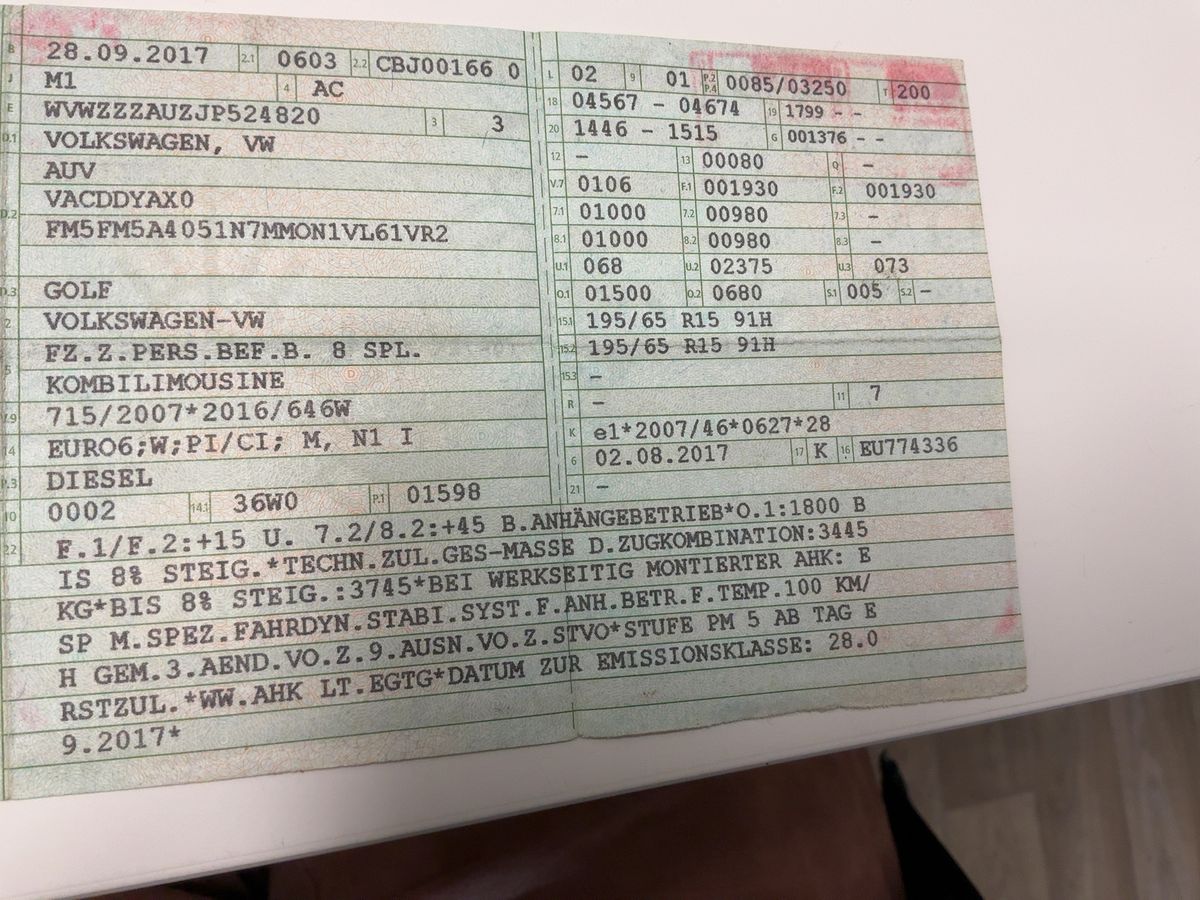 B 28.09.2017 2.1 0603 2.2 CBJ00166 0
J M1 4 AC
E WVWZZZAUZJP524820 3 3
D.1 VOLKSWAGEN, VW
AUV
VACDDYAX0
D.2 FM5FM5A4051N7MMON1VL61VR2
D.3 GOLF
2 VOLKSWAGEN-VW
FZ.Z.PERS.BEF.B. 8 SPL.
5 KOMBILIMOUSINE
V.9 715/2007*2016/646W
14 EURO6;W;PI/CI; M, N1 I
P.3 DIESEL
10 0002 14.1 36W0 P.1 01598
L 02 9 01 P.2 P.4 0085/03250 T 200
18 04567 - 04674 19 1799 - -
20 1446 - 1515 G 001376 - -
12 - 13 00080 Q -
V.7 0106 F.1 001930 F.2 001930
7.1 01000 7.2 00980 7.3 -
8.1 01000 8.2 00980 8.3 -
U.1 068 U.2 02375 U.3 073
O.1 01500 O.2 0680 S.1 005 S.2 -
15.1 195/65 R15 91H
15.2 195/65 R15 91H
15.3 -
R - 11 7
K e1*2007/46*0627*28
6 02.08.2017 17 K 16 EU774336
21 -
22 F.1/F.2:+15 U. 7.2/8.2:+45 B.ANHÄNGEBETRIEB*O.1:1800 B
IS 8% STEIG.*TECHN.ZUL.GES-MASSE D.ZUGKOMBINATION:3445
KG*BIS 8% STEIG.:3745*BEI WERKSEITIG MONTIERTER AHK: E
SP M.SPEZ.FAHRDYN.STABI.SYST.F.ANH.BETR.F.TEMP.100 KM/
H GEM.3.AEND.VO.Z.9.AUSN.VO.Z.STVO*STUFE PM 5 AB TAG E
RSTZUL.*WW.AHK LT.EGTG*DATUM ZUR EMISSIONSKLASSE: 28.0
9.2017*